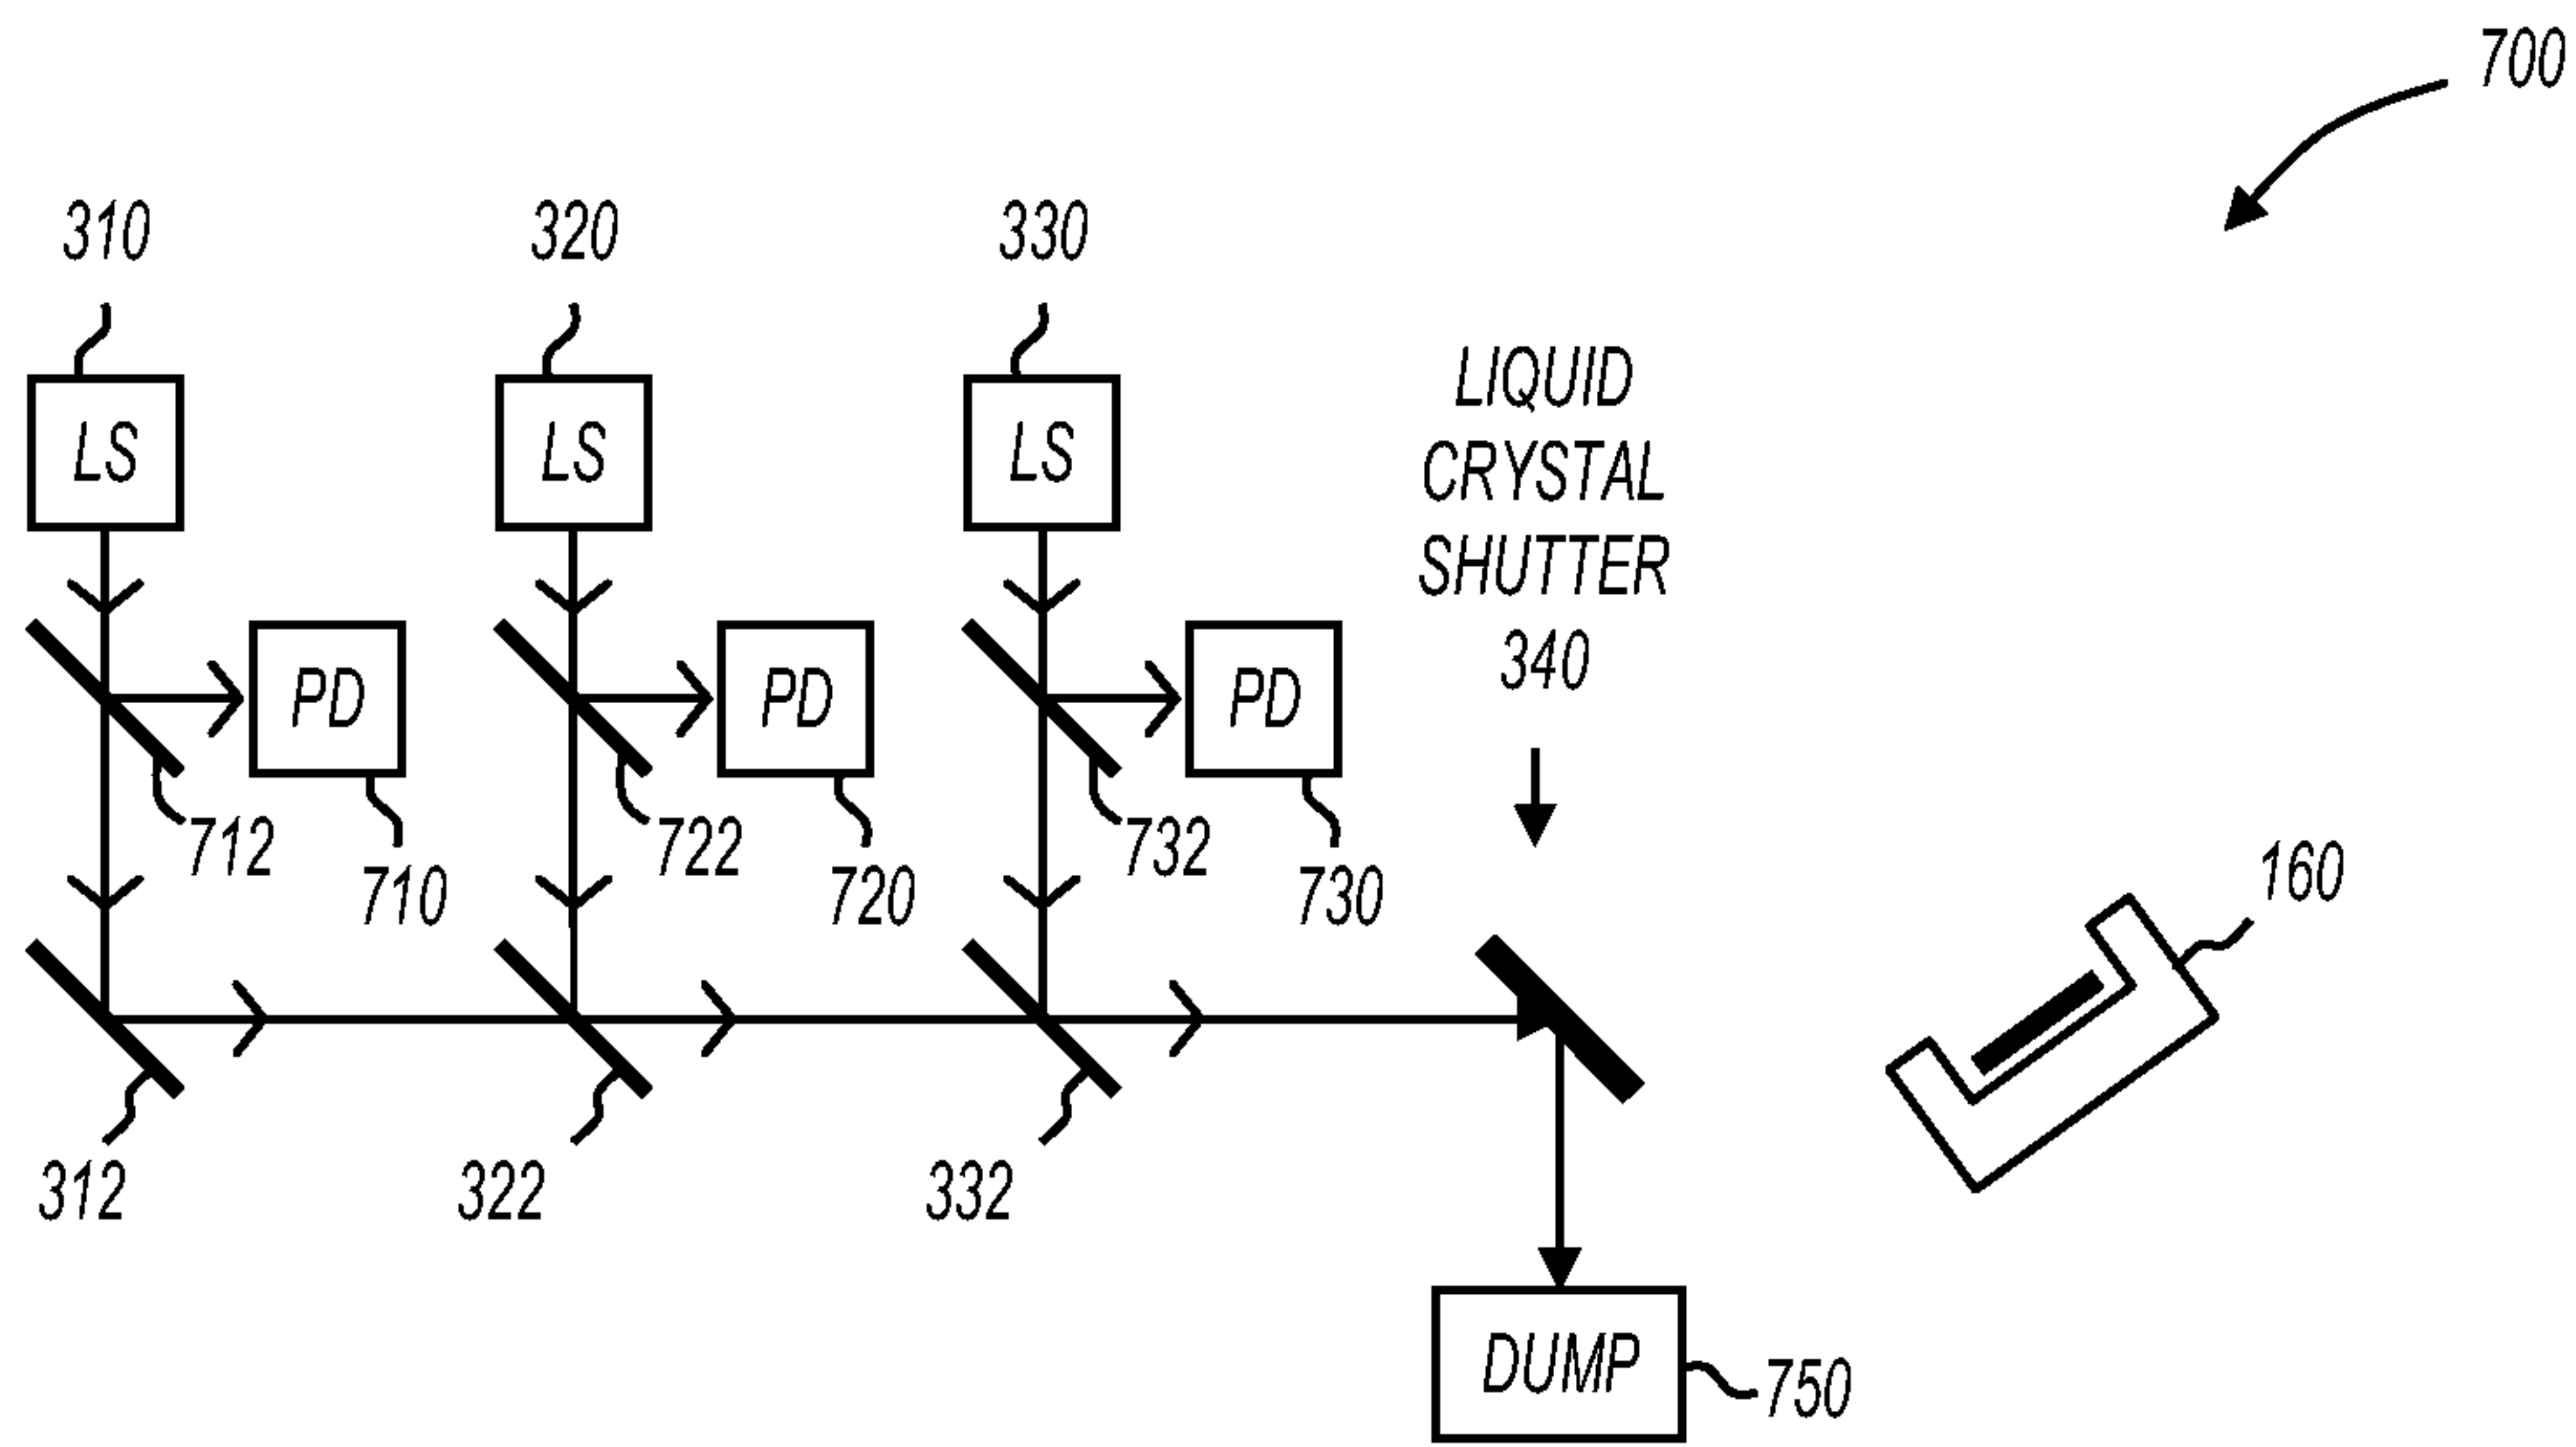 700
310
320
330
LS
LS
LS
LIQUID
CRYSTAL
SHUTTER
340
PD
PD
PD
712
710
722
720
732
730
160
312
322
332
DUMP
750